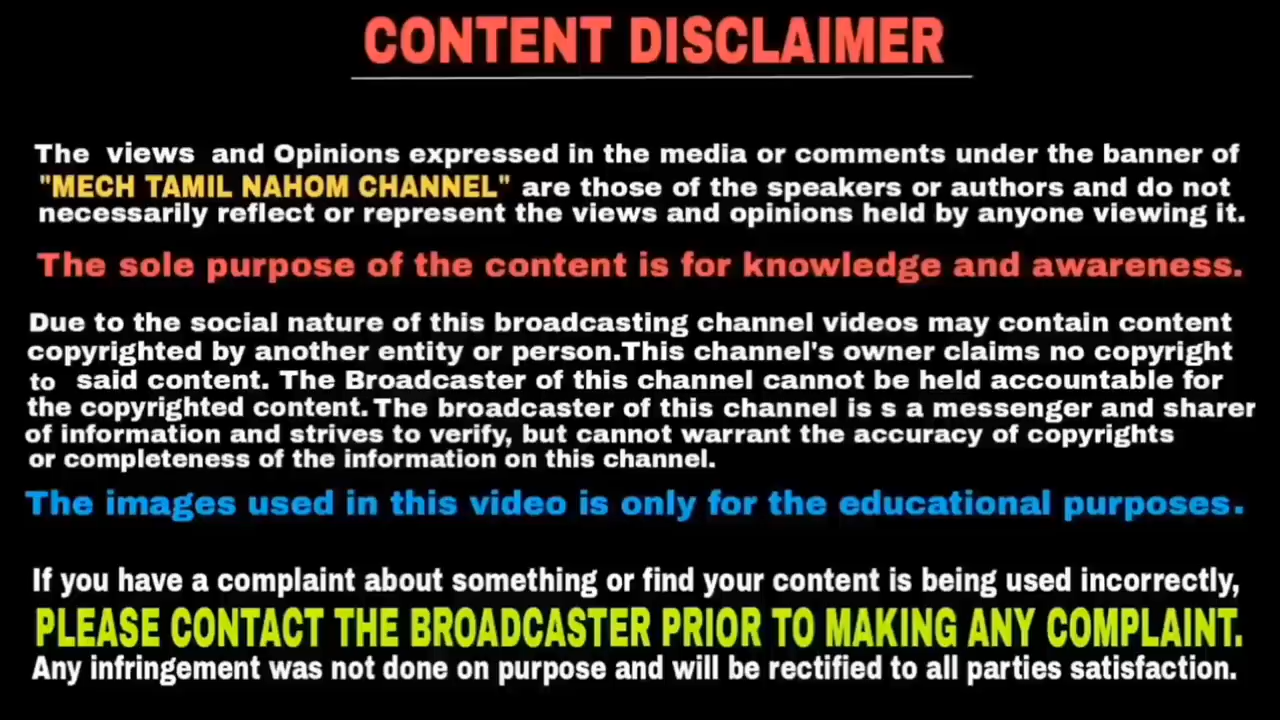 CONTENT DISCLAIMER
The views and Opinions expressed in the media or comments under the banner of
"MECH TAMIL NAHOM CHANNEL" are those of the speakers or authors and do not
necessarily reflect or represent the views and opinions held by anyone viewing it.
The sole purpose of the content is for knowledge and awareness.
Due to the social nature of this broadcasting channel videos may contain content
copyrighted by another entity or person.This channel's owner claims no copyright
to said content. The Broadcaster of this channel cannot be held accountable for
the copyrighted content. The broadcaster of this channel is s a messenger and sharer
of information and strives to verify, but cannot warrant the accuracy of copyrights
or completeness of the information on this channel.
The images used in this video is only for the educational purposes.
If you have a complaint about something or find your content is being used incorrectly,
PLEASE CONTACT THE BROADCASTER PRIOR TO MAKING ANY COMPLAINT.
Any infringement was not done on purpose and will be rectified to all parties satisfaction.